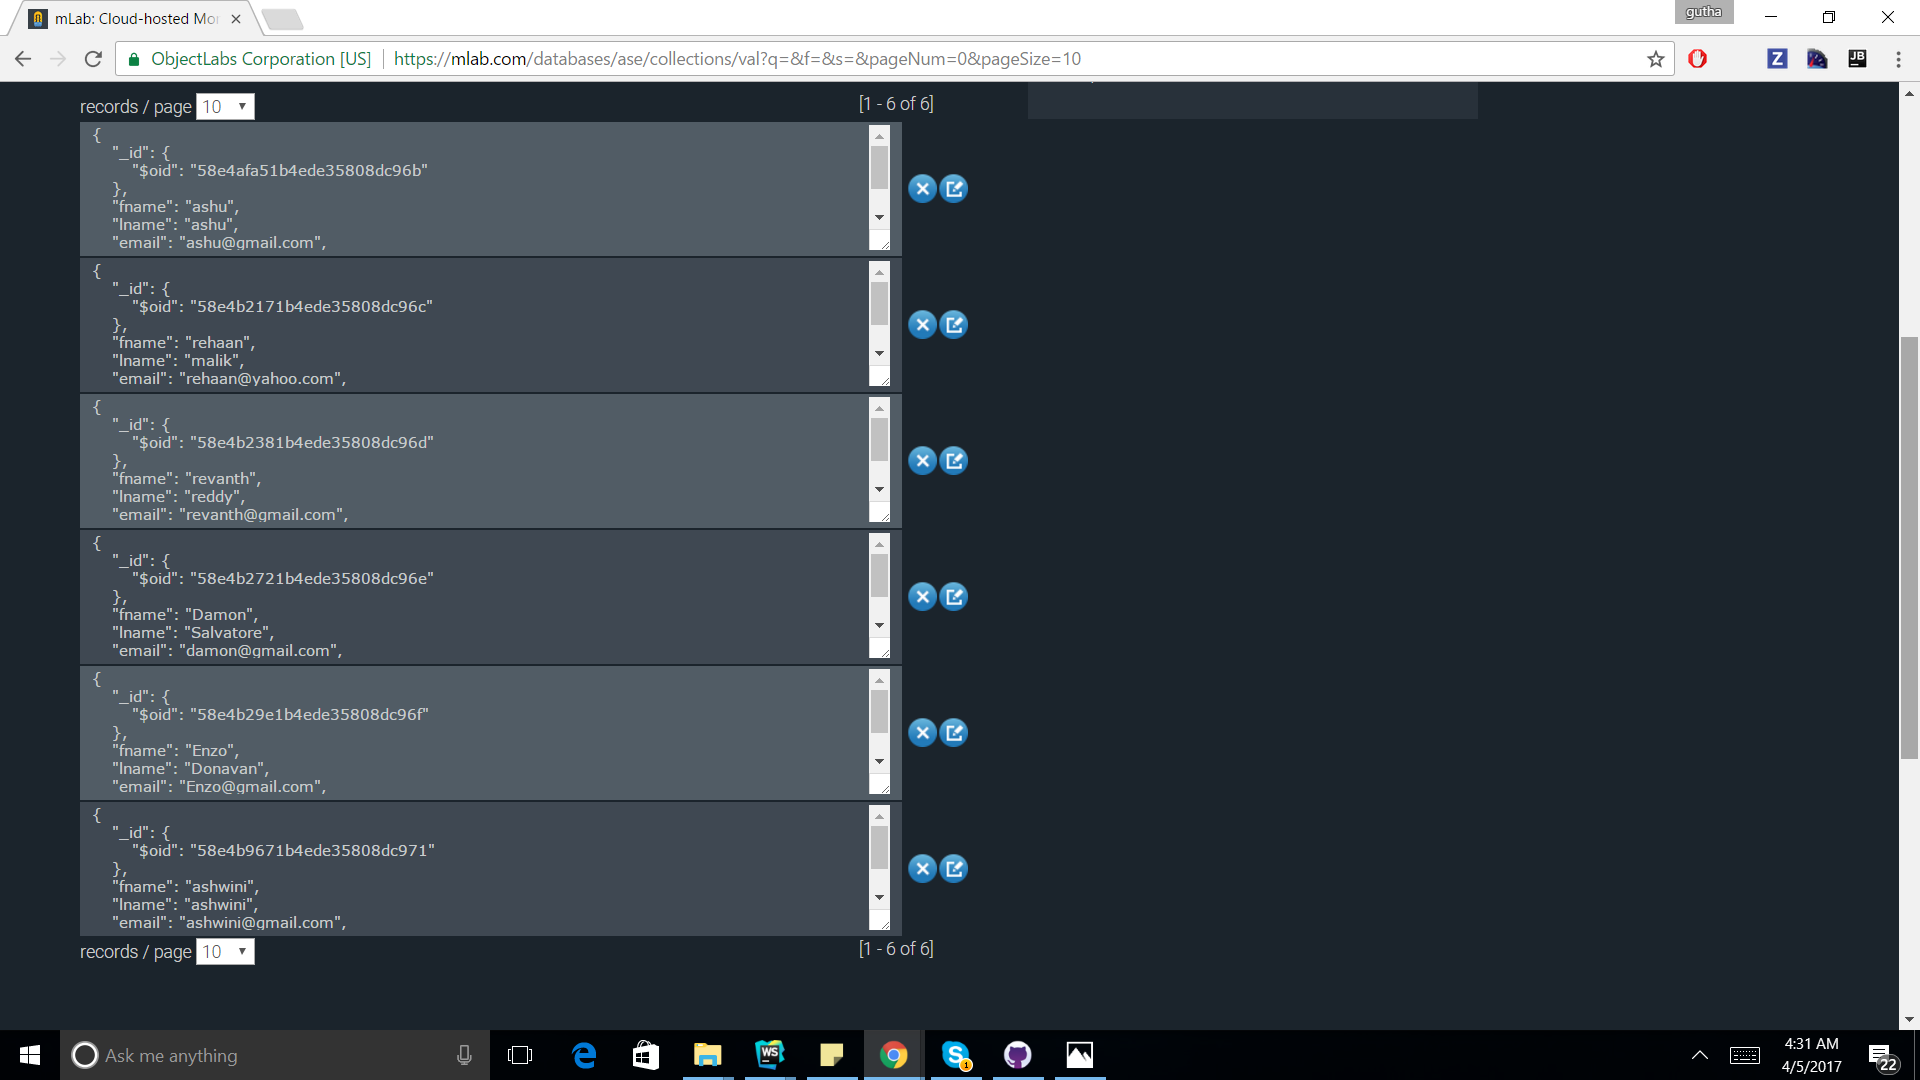 mLab: Cloud-hosted Mo
gutha
ObjectLabs Corporation [US]
https://mlab.com/databases/ase/collections/val?q=&f=&s=&pageNum=0&pageSize=10
Z
JB
records / page 10
[1 - 6 of 6]
{
"_id": {
"$oid": "58e4afa51b4ede35808dc96b"
},
"fname": "ashu",
"lname": "ashu",
"email": "ashu@gmail.com",
{
"_id": {
"$oid": "58e4b2171b4ede35808dc96c"
},
"fname": "rehaan",
"lname": "malik",
"email": "rehaan@yahoo.com",
{
"_id": {
"$oid": "58e4b2381b4ede35808dc96d"
},
"fname": "revanth",
"lname": "reddy",
"email": "revanth@gmail.com",
{
"_id": {
"$oid": "58e4b2721b4ede35808dc96e"
},
"fname": "Damon",
"lname": "Salvatore",
"email": "damon@gmail.com",
{
"_id": {
"$oid": "58e4b29e1b4ede35808dc96f"
},
"fname": "Enzo",
"lname": "Donavan",
"email": "Enzo@gmail.com",
{
"_id": {
"$oid": "58e4b9671b4ede35808dc971"
},
"fname": "ashwini",
"lname": "ashwini",
"email": "ashwini@gmail.com",
records / page 10
[1 - 6 of 6]
Ask me anything
WS
1
4:31 AM
4/5/2017
22